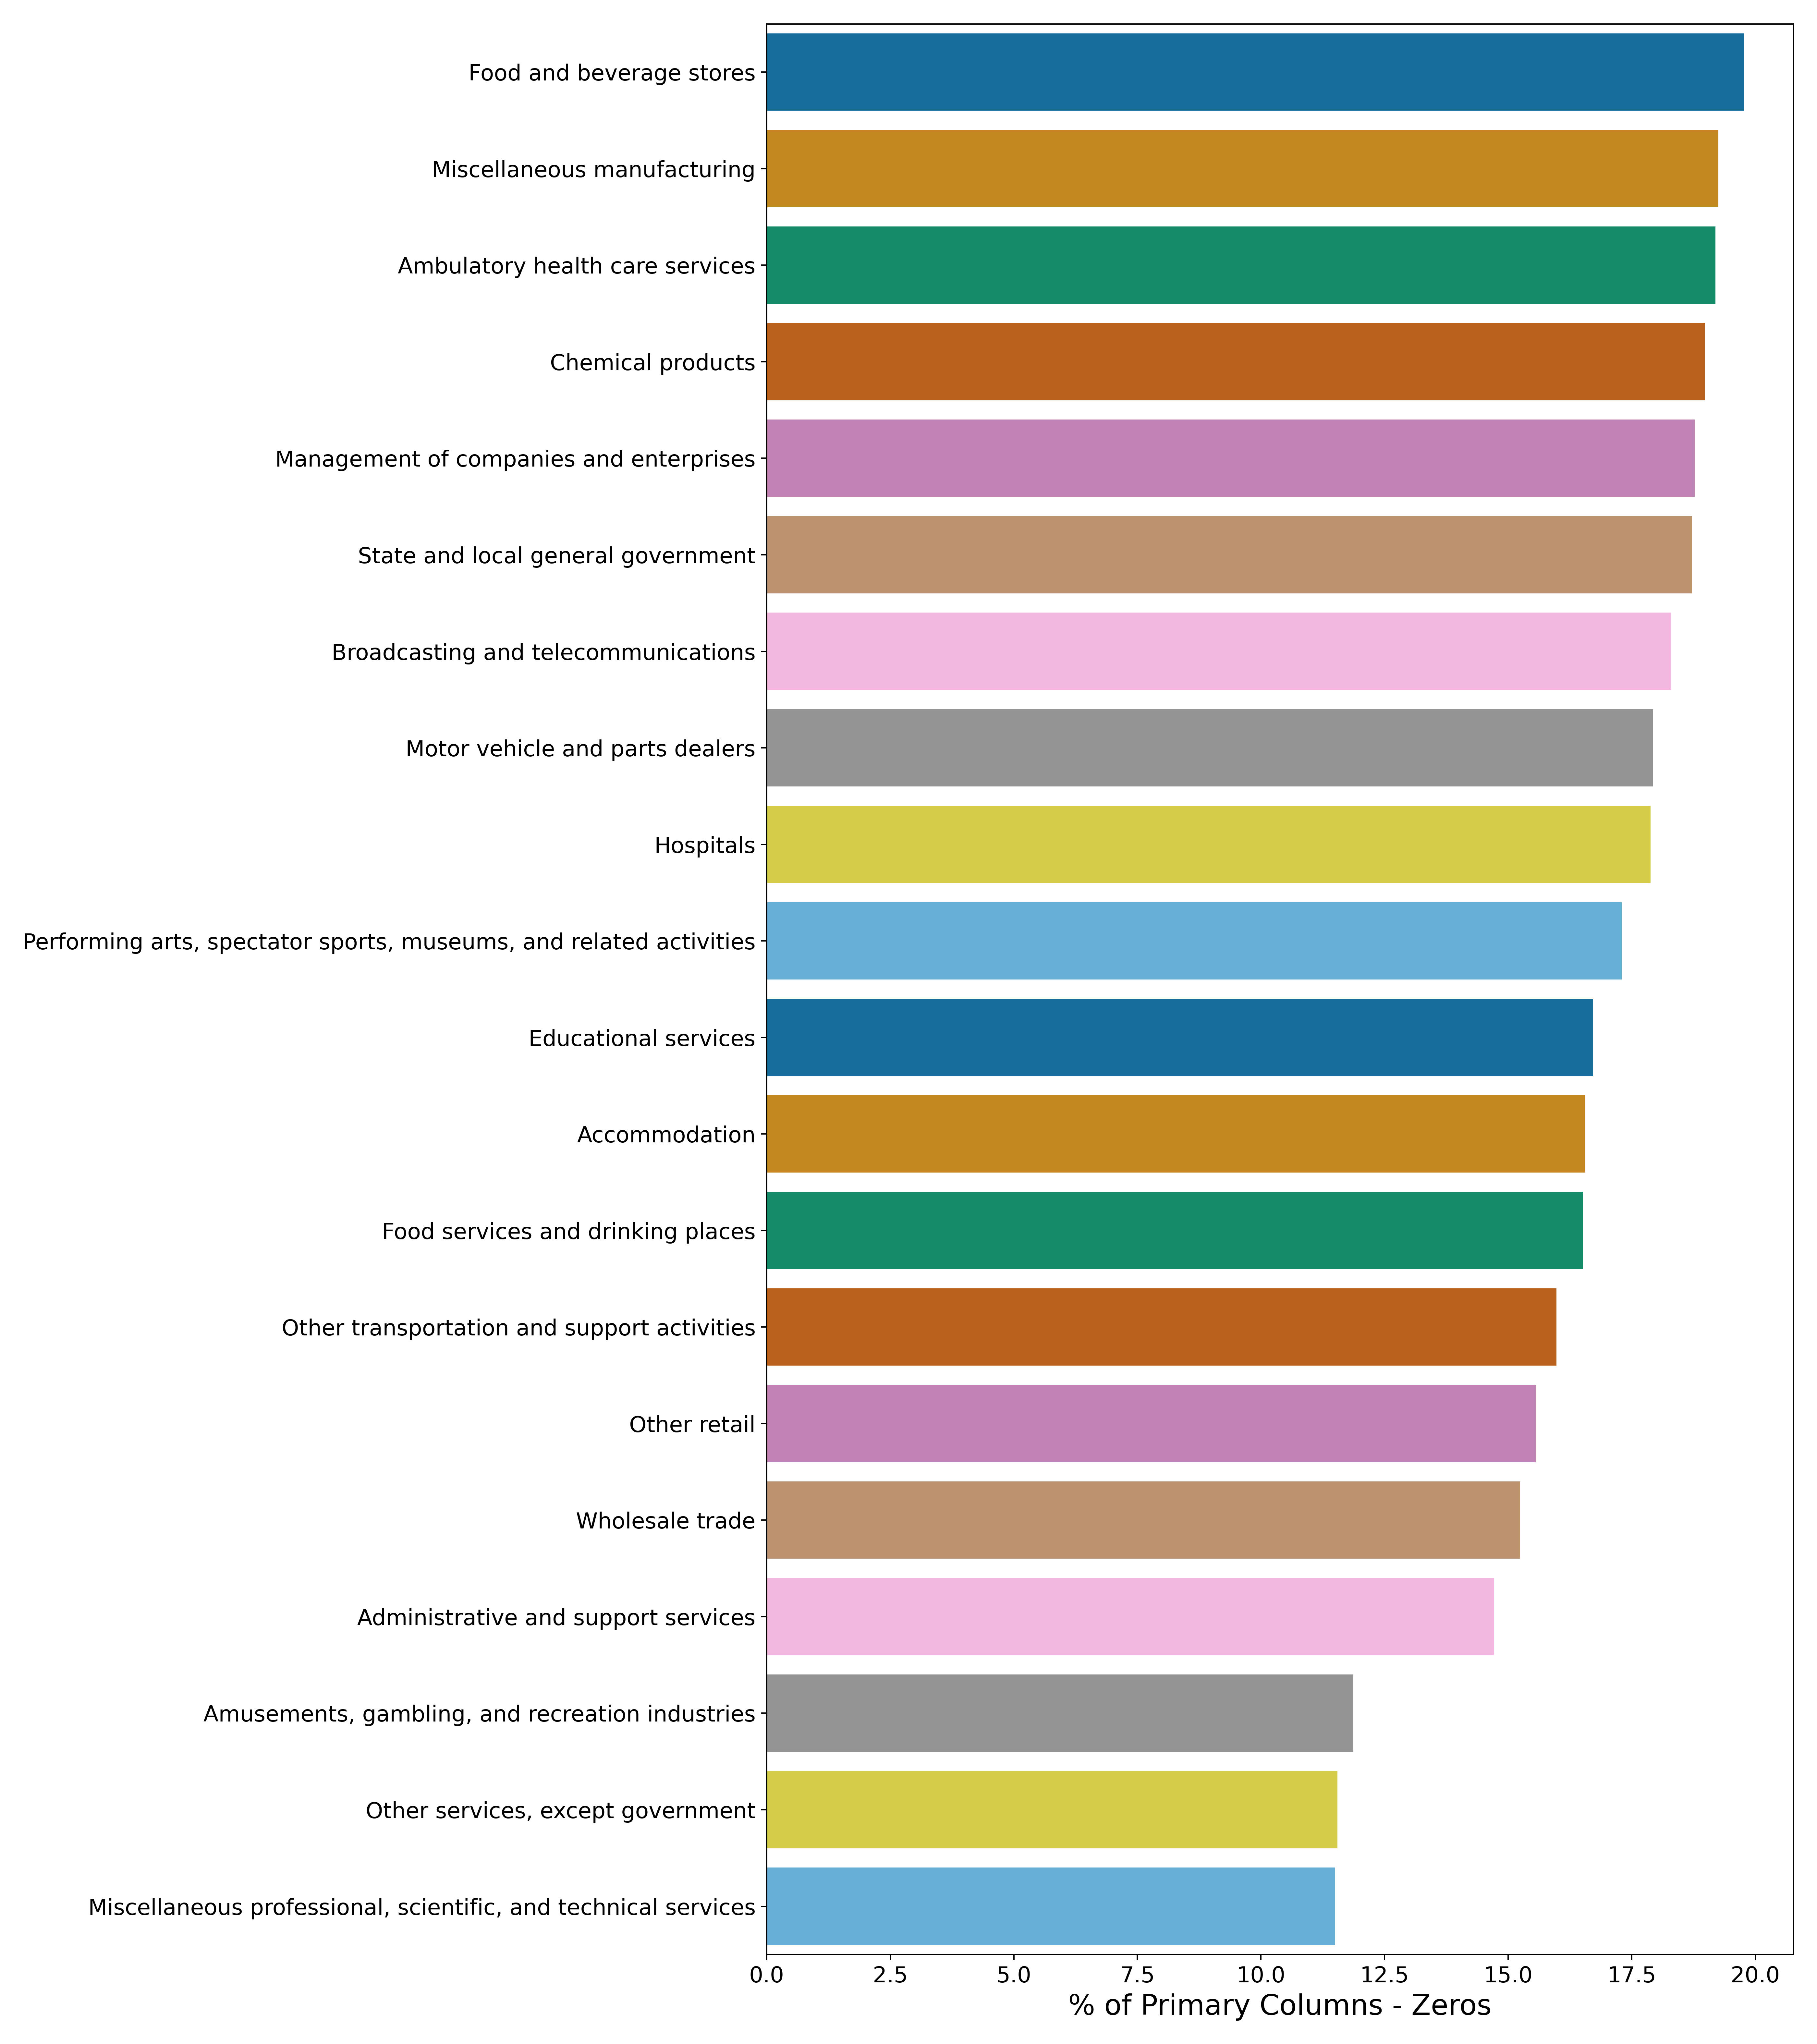 Food and beverage stores
Miscellaneous manufacturing
Ambulatory health care services
Chemical products
Management of companies and enterprises
State and local general government
Broadcasting and telecommunications
Motor vehicle and parts dealers
Hospitals
Performing arts, spectator sports, museums, and related activities
Educational services
Accommodation
Food services and drinking places
Other transportation and support activities
Other retail
Wholesale trade
Administrative and support services
Amusements, gambling, and recreation industries
Other services, except government
Miscellaneous professional, scientific, and technical services
0.0 2.5 5.0 7.5 10.0 12.5 15.0 17.5 20.0
% of Primary Columns - Zeros